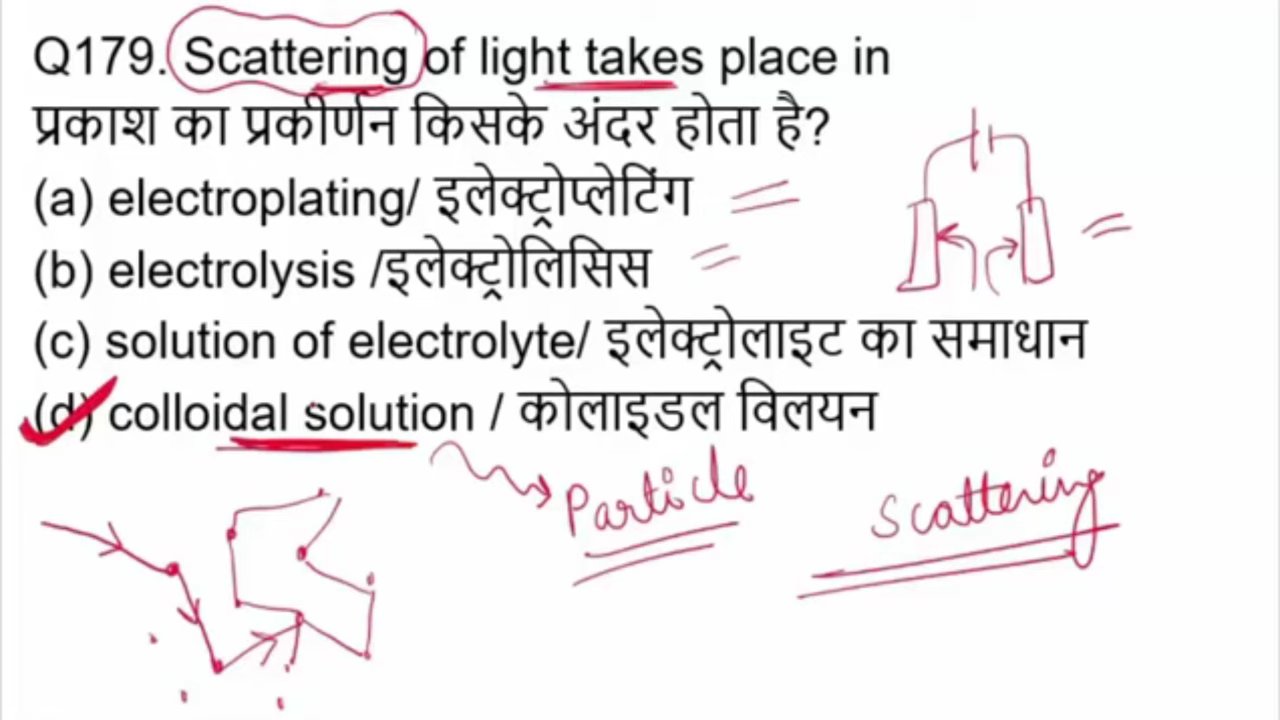 Q179. Scattering of light takes place in
प्रकाश का प्रकीर्णन किसके अंदर होता है?
(a) electroplating/ इलेक्ट्रोप्लेटिंग
(b) electrolysis /इलेक्ट्रोलिसिस
(c) solution of electrolyte/ इलेक्ट्रोलाइट का समाधान
(d) colloidal solution / कोलाइडल विलयन
Particle
Scattering